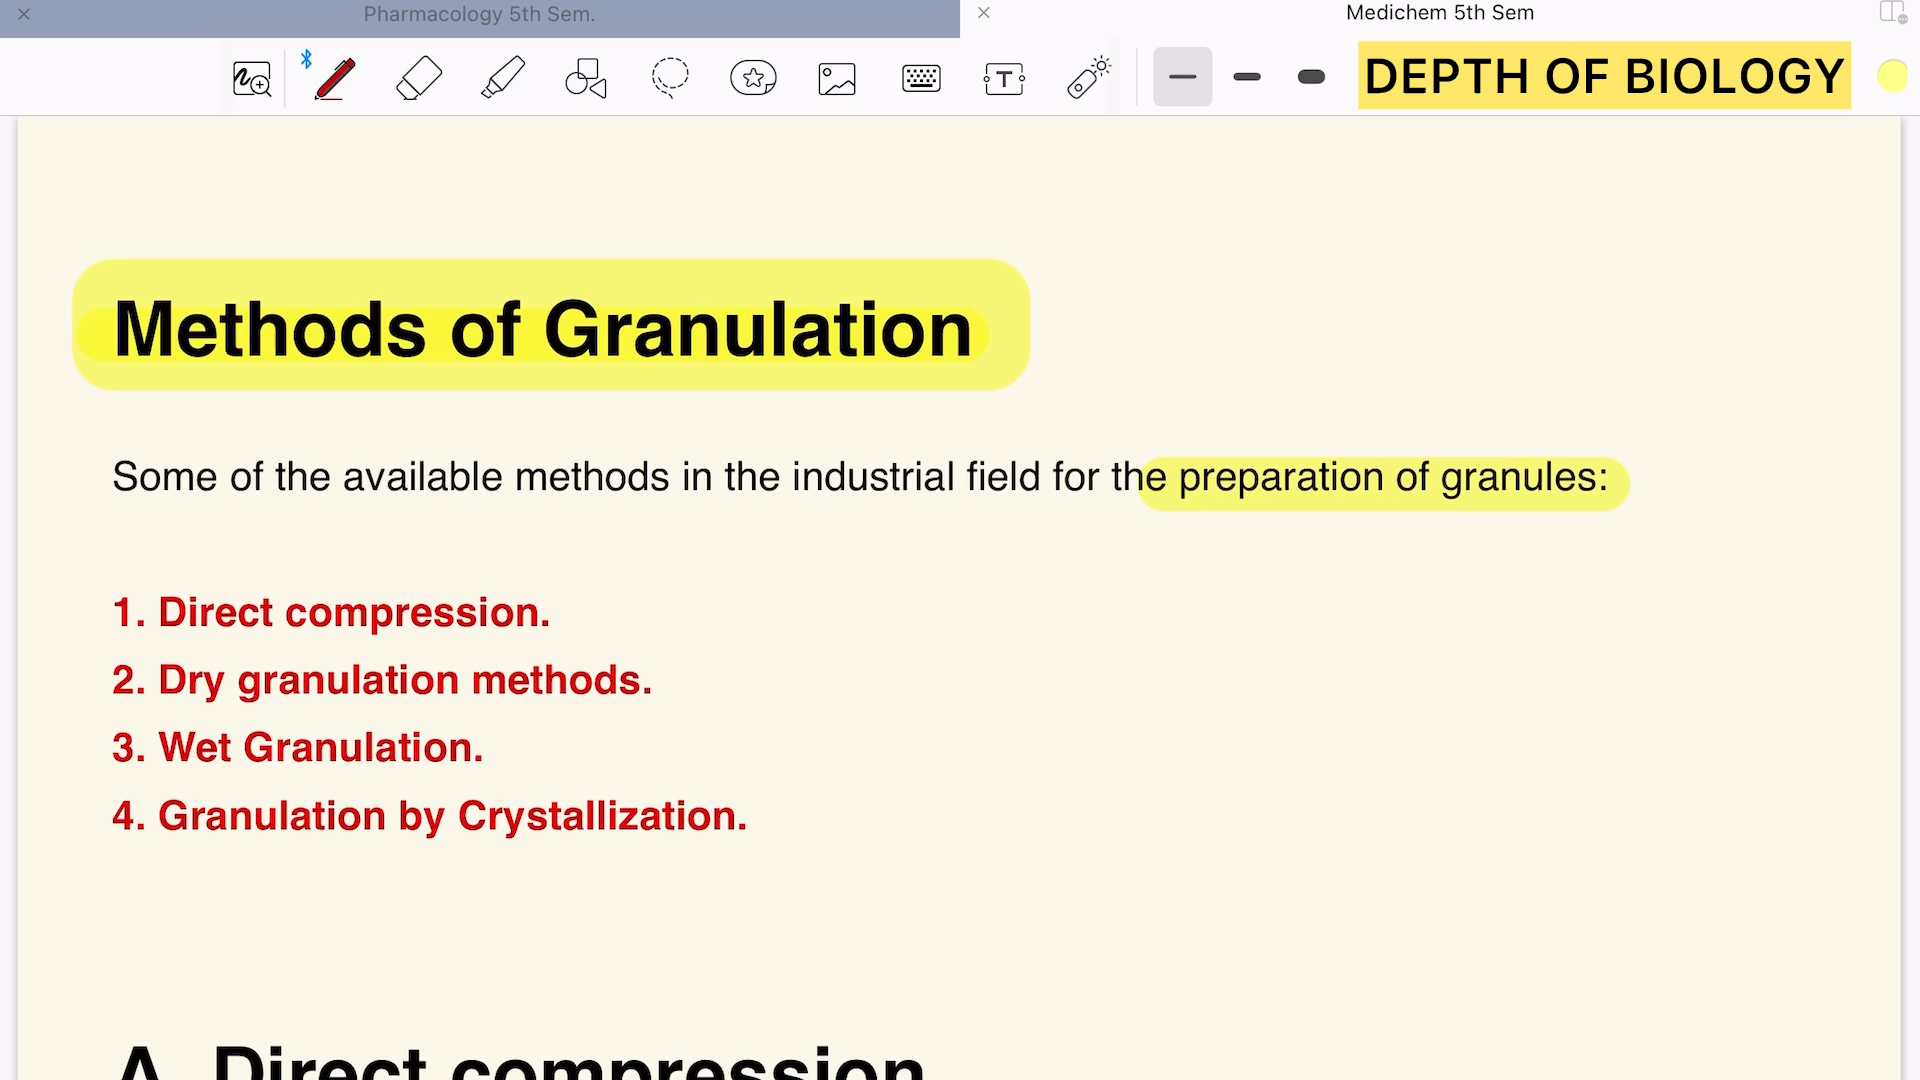 Pharmacology 5th Sem.
Medichem 5th Sem
DEPTH OF BIOLOGY
Methods of Granulation
Some of the available methods in the industrial field for the preparation of granules:
1. Direct compression.
2. Dry granulation methods.
3. Wet Granulation.
4. Granulation by Crystallization.
A. Direct compression